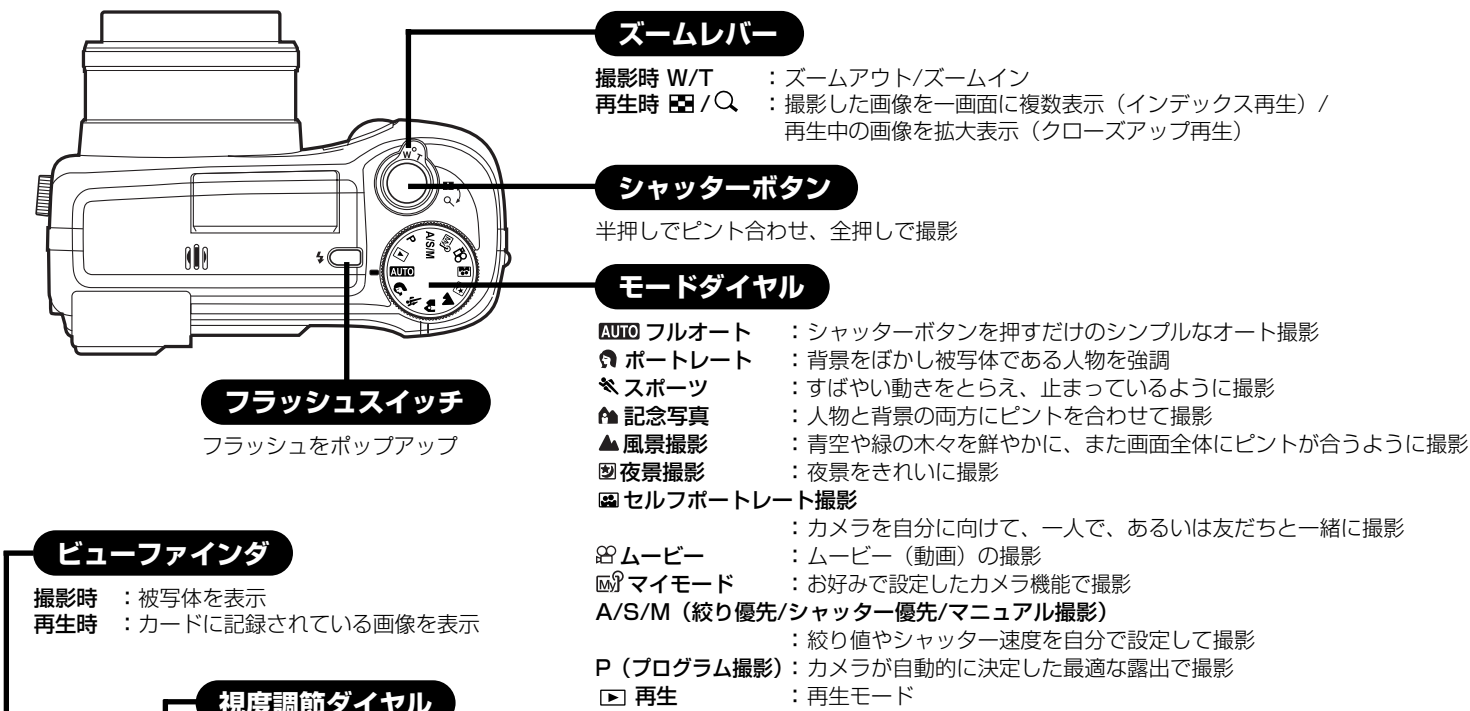 ズームレバー
撮影時 W/T ：ズームアウト/ズームイン
再生時 / ：撮影した画像を一画面に複数表示（インデックス再生）/
再生中の画像を拡大表示（クローズアップ再生）
W T
シャッターボタン
半押しでピント合わせ、全押しで撮影
P
A/S/M
AUTO
モードダイヤル
AUTO フルオート ：シャッターボタンを押すだけのシンプルなオート撮影
ポートレート ：背景をぼかし被写体である人物を強調
スポーツ ：すばやい動きをとらえ、止まっているように撮影
記念写真 ：人物と背景の両方にピントを合わせて撮影
風景撮影 ：青空や緑の木々を鮮やかに、また画面全体にピントが合うように撮影
夜景撮影 ：夜景をきれいに撮影
セルフポートレート撮影
：カメラを自分に向けて、一人で、あるいは友だちと一緒に撮影
ムービー ：ムービー（動画）の撮影
マイモード ：お好みで設定したカメラ機能で撮影
A/S/M（絞り優先/シャッター優先/マニュアル撮影）
：絞り値やシャッター速度を自分で設定して撮影
P（プログラム撮影）：カメラが自動的に決定した最適な露出で撮影
再生 ：再生モード
フラッシュスイッチ
フラッシュをポップアップ
ビューファインダ
撮影時 ：被写体を表示
再生時 ：カードに記録されている画像を表示
視度調節ダイヤル